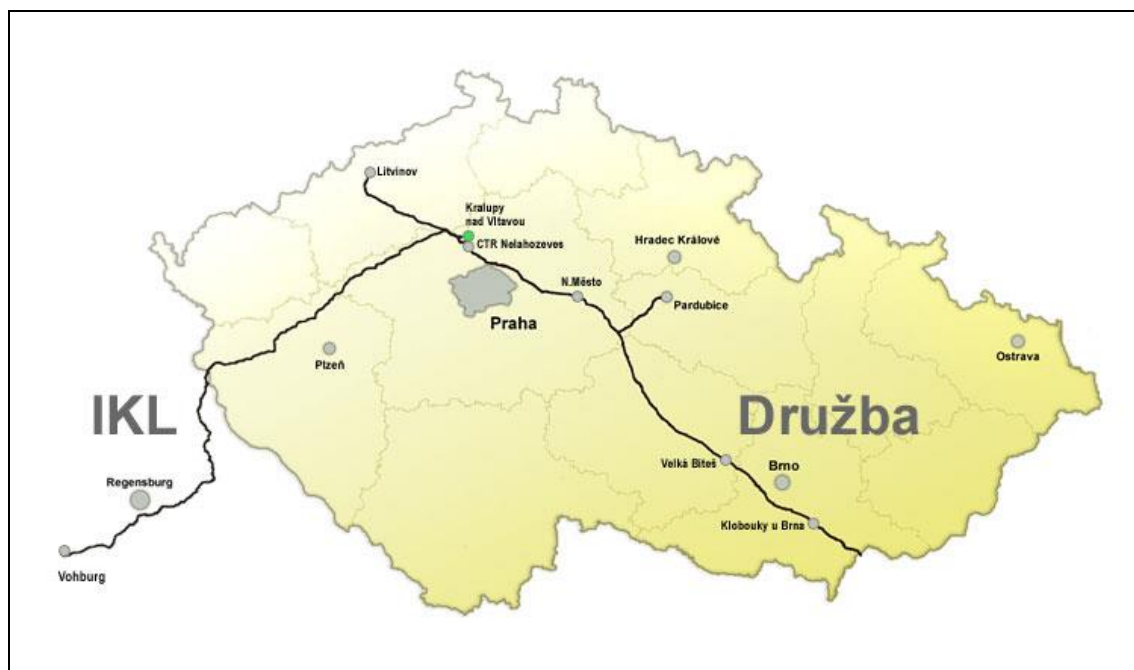 Litvínov
Kralupy
nad Vltavou
CTR Nelahozeves
Hradec Králové
N.Město
Pardubice
Praha
Plzeň
Ostrava
IKL
Družba
Regensburg
Velká Bíteš
Brno
Klobouky u Brna
Vohburg